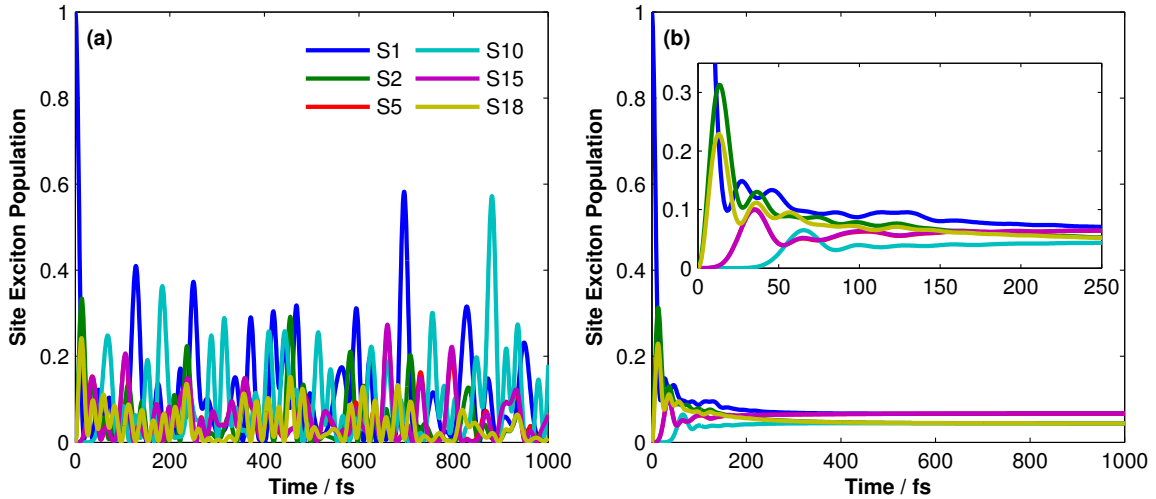 (a)
S1 S10
S2 S15
S5 S18
Site Exciton Population
1
0.8
0.6
0.4
0.2
0
0 200 400 600 800 1000
Time / fs
(b)
Site Exciton Population
1
0.8
0.6
0.4
0.2
0
0.3
0.2
0.1
0
0 50 100 150 200 250
0 200 400 600 800 1000
Time / fs